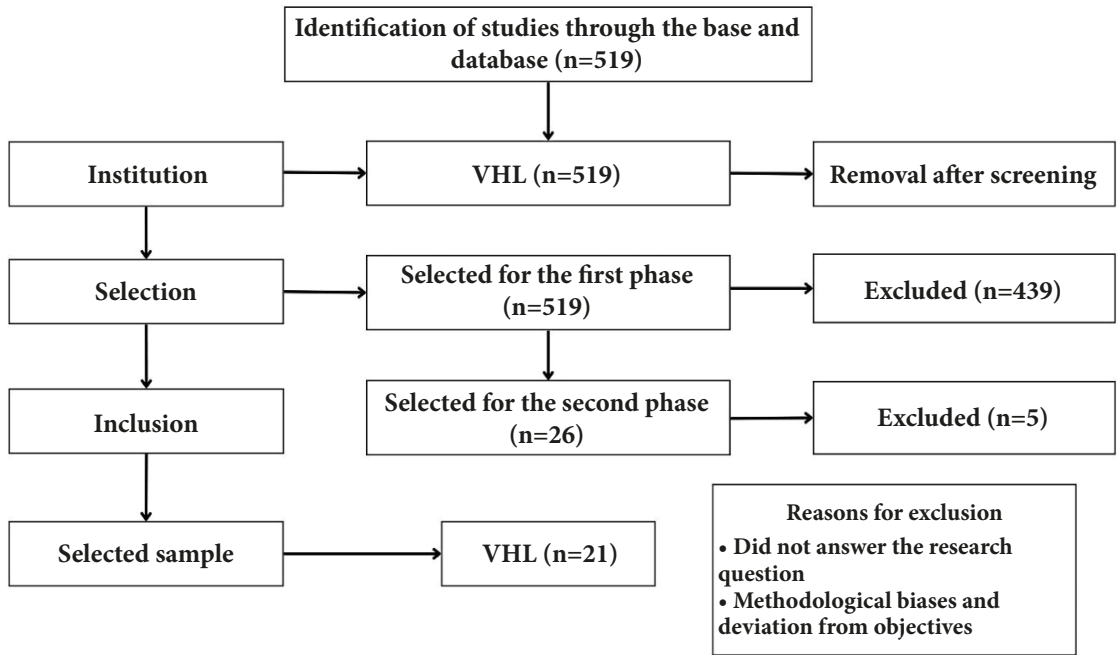 Identification of studies through the base and
database (n=519)
Institution
VHL (n=519)
Removal after screening
Selection
Selected for the first phase
(n=519)
Excluded (n=439)
Inclusion
Selected for the second phase
(n=26)
Excluded (n=5)
Selected sample
VHL (n=21)
Reasons for exclusion
• Did not answer the research
question
• Methodological biases and
deviation from objectives